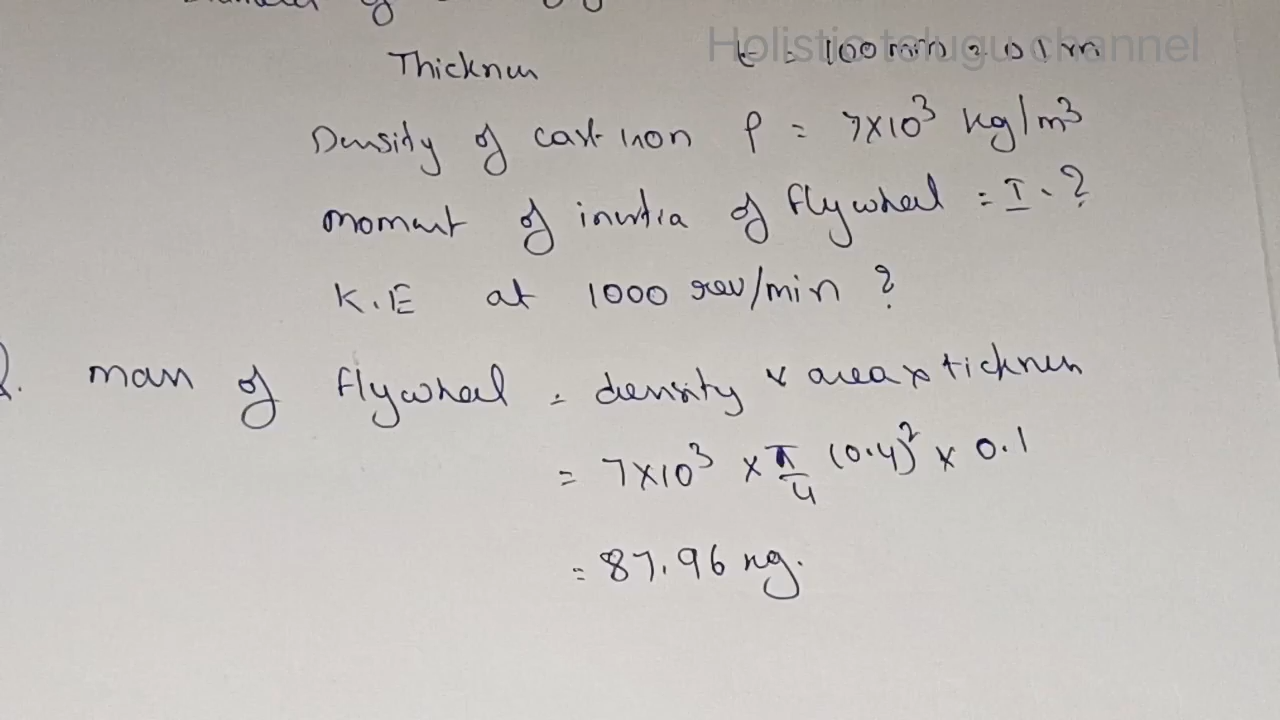 of
Holistic telugu channel
Thickness t = 100mm = 0.1 m
Density of cast iron ρ = 7×10³ kg/m³
moment of inertia of flywheel = I. ?
K.E at 1000 rev/min ?
mass of flywheel = density × area × tickness
= 7×10³ × π/4 (0.4)² × 0.1
= 87.96 kg.